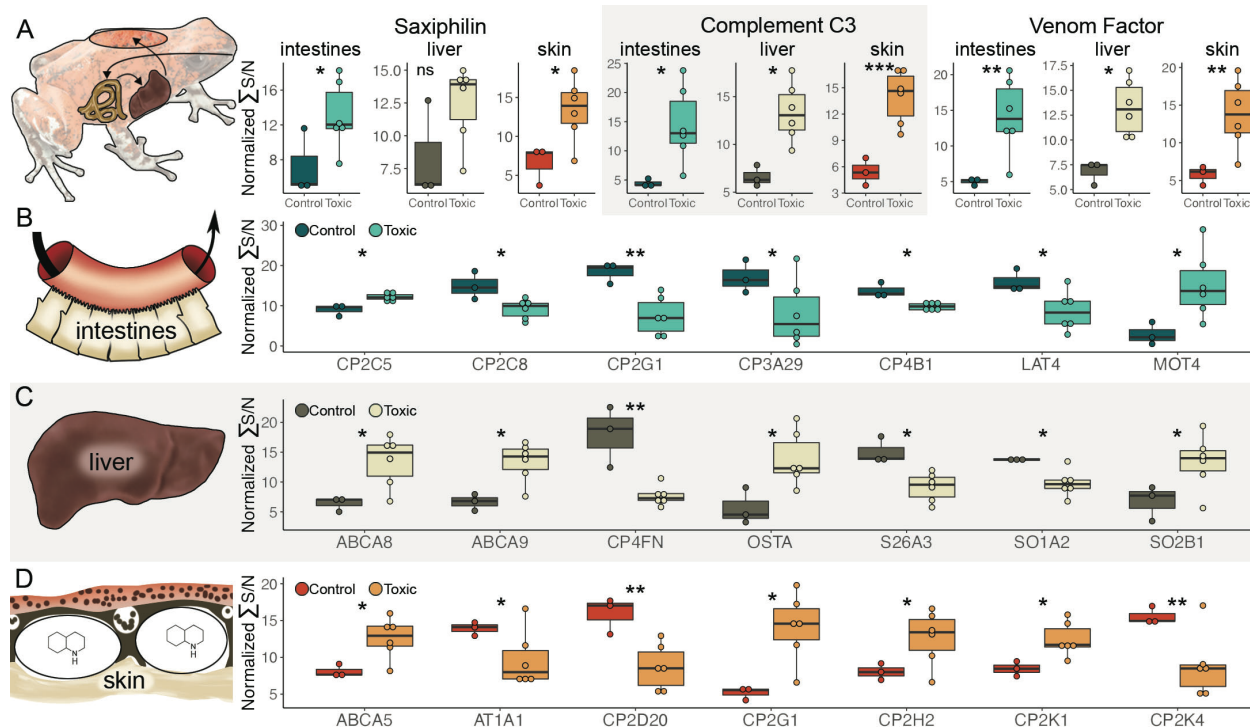 A
Saxiphilin
Complement C3
Venom Factor
intestines liver skin intestines liver skin intestines liver skin
* ns * * * *** ** * **
Normalized ∑S/N
16
12
8
15.0
12.5
10.0
7.5
15
10
5
25
20
15
10
5
15
10
5
15
12
9
6
3
20
15
10
5
17.5
15.0
12.5
10.0
7.5
5.0
20
15
10
5
Control Toxic Control Toxic Control Toxic Control Toxic Control Toxic Control Toxic Control Toxic Control Toxic Control Toxic
B
intestines
Normalized ∑S/N
30
20
10
0
Control Toxic
* * ** * * * *
CP2C5 CP2C8 CP2G1 CP3A29 CP4B1 LAT4 MOT4
C
liver
Normalized ∑S/N
20
15
10
5
Control Toxic
* * ** * * * *
ABCA8 ABCA9 CP4FN OSTA S26A3 SO1A2 SO2B1
D
N
H
N
H
skin
Normalized ∑S/N
20
15
10
5
Control Toxic
* * ** * * * **
ABCA5 AT1A1 CP2D20 CP2G1 CP2H2 CP2K1 CP2K4